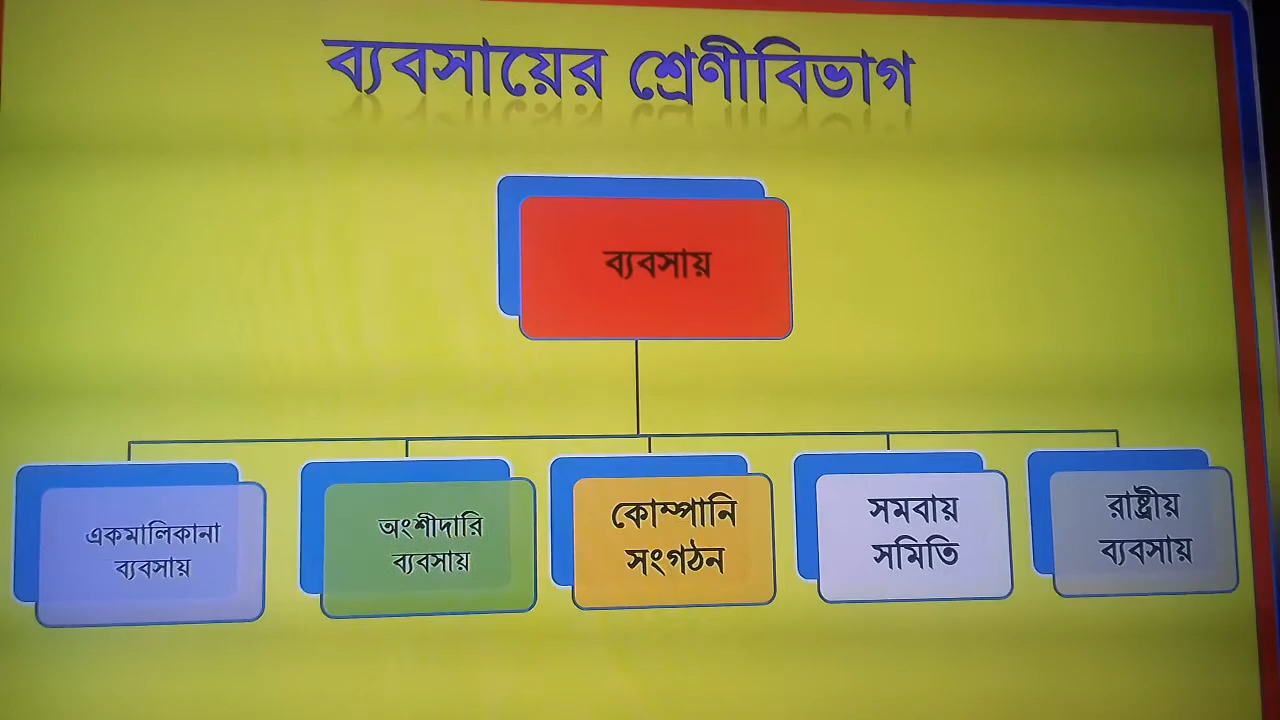 ব্যবসায়ের শ্রেণীবিভাগ
ব্যবসায়
একমালিকানা
ব্যবসায়
অংশীদারি
ব্যবসায়
কোম্পানি
সংগঠন
সমবায়
সমিতি
রাষ্ট্রীয়
ব্যবসায়